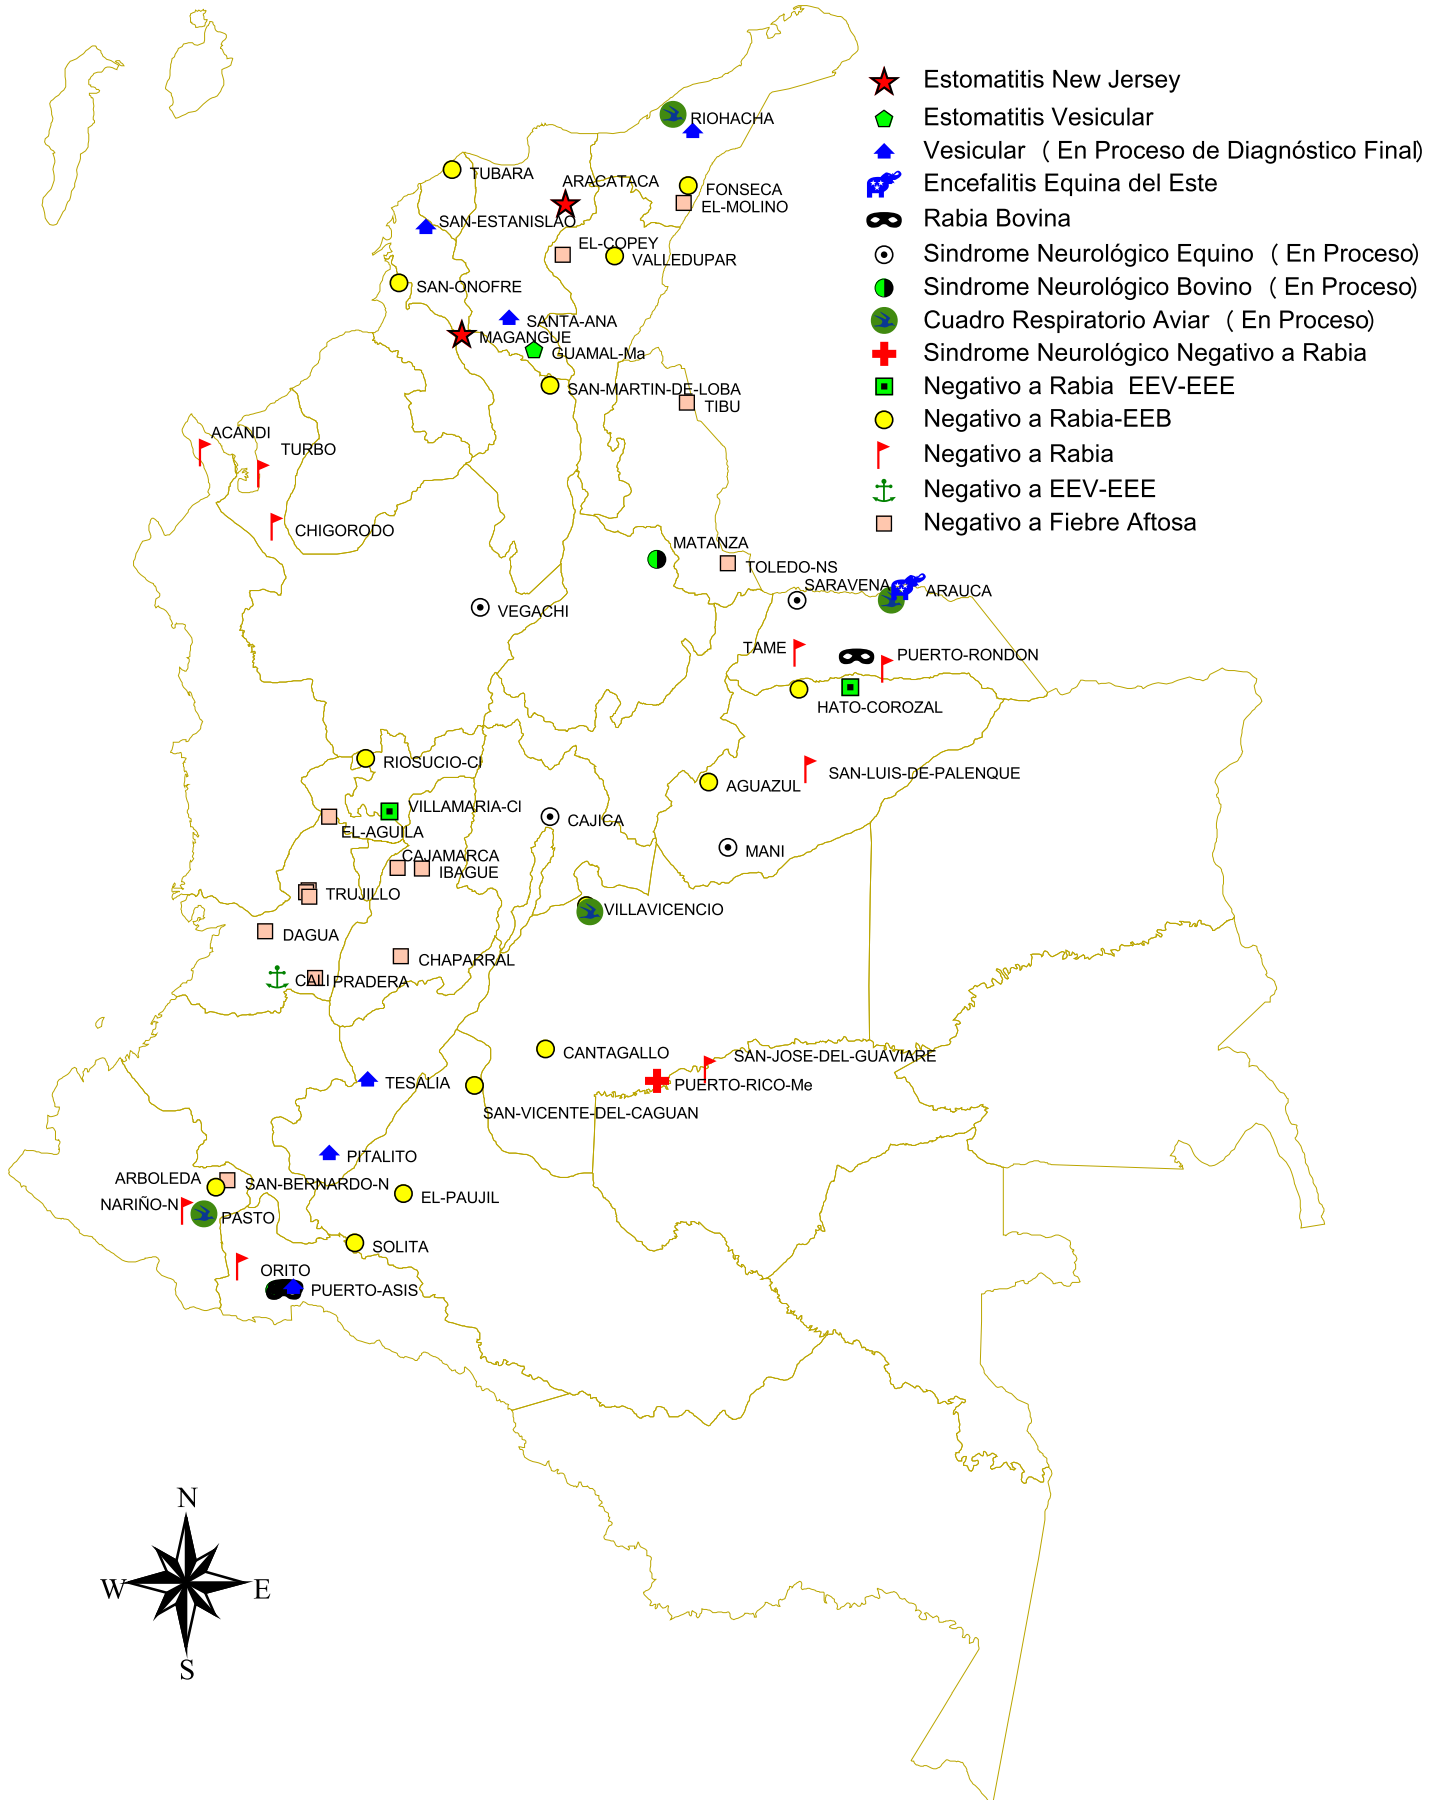 Estomatitis New Jersey
Estomatitis Vesicular
Vesicular ( En Proceso de Diagnóstico Final)
Encefalitis Equina del Este
Rabia Bovina
Sindrome Neurológico Equino ( En Proceso)
Sindrome Neurológico Bovino ( En Proceso)
Cuadro Respiratorio Aviar ( En Proceso)
Sindrome Neurológico Negativo a Rabia
Negativo a Rabia EEV-EEE
Negativo a Rabia-EEB
Negativo a Rabia
Negativo a EEV-EEE
Negativo a Fiebre Aftosa
RIOHACHA
TUBARA
ARACATACA
FONSECA
EL-MOLINO
SAN-ESTANISLAO
EL-COPEY
VALLEDUPAR
SAN-ONOFRE
SANTA-ANA
MAGANGUE
GUAMAL-Ma
SAN-MARTIN-DE-LOBA
TIBU
ACANDI
TURBO
CHIGORODO
MATANZA
TOLEDO-NS
SARAVENA
ARAUCA
VEGACHI
TAME
PUERTO-RONDON
HATO-COROZAL
RIOSUCIO-Cl
SAN-LUIS-DE-PALENQUE
AGUAZUL
VILLAMARIA-Cl
CAJICA
EL-AGUILA
MANI
CAJAMARCA
IBAGUE
TRUJILLO
VILLAVICENCIO
DAGUA
CHAPARRAL
CALI
PRADERA
CANTAGALLO
SAN-JOSE-DEL-GUAVIARE
TESALIA
PUERTO-RICO-Me
SAN-VICENTE-DEL-CAGUAN
PITALITO
ARBOLEDA
SAN-BERNARDO-N
EL-PAUJIL
NARIÑO-N
PASTO
SOLITA
ORITO
PUERTO-ASIS
N
W
E
S